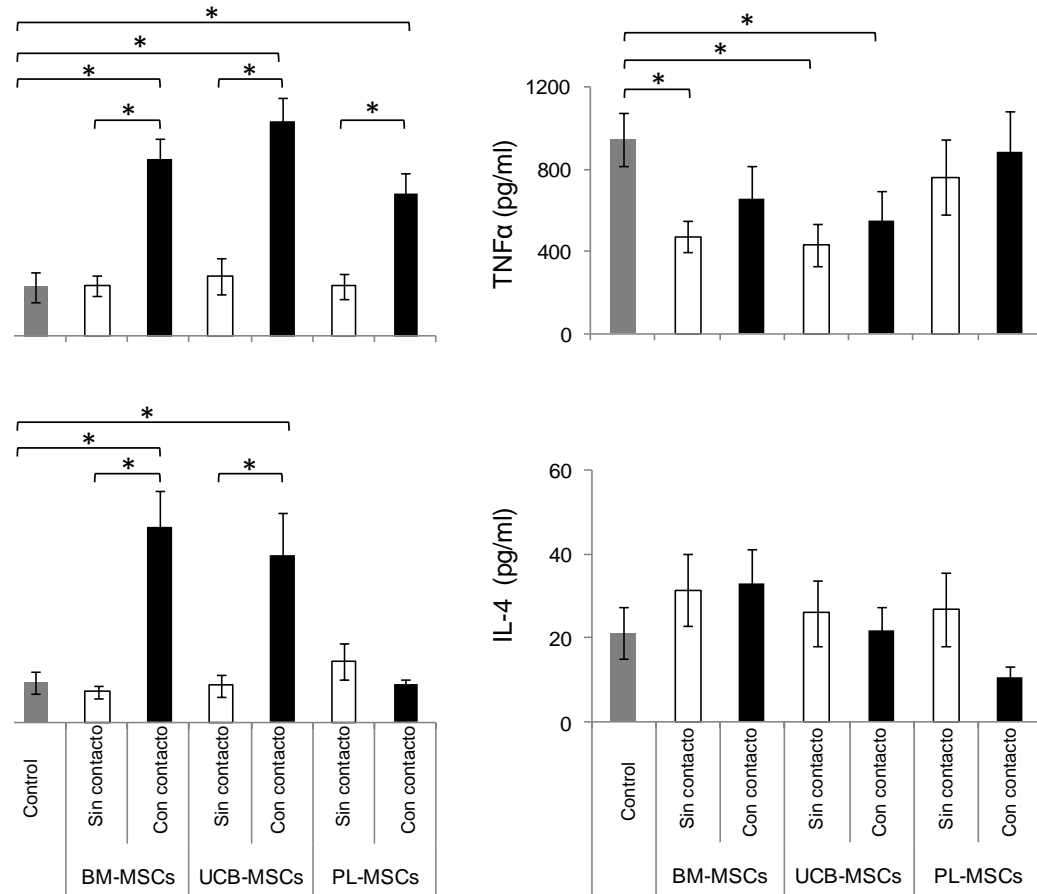 *
*
*
*
*
*
*
*
*
TNFα (pg/ml)
1200
800
400
0
*
*
*
*
Control
Sin contacto
Con contacto
Sin contacto
Con contacto
Sin contacto
Con contacto
BM-MSCs
UCB-MSCs
PL-MSCs
IL-4 (pg/ml)
60
40
20
0
Control
Sin contacto
Con contacto
Sin contacto
Con contacto
Sin contacto
Con contacto
BM-MSCs
UCB-MSCs
PL-MSCs